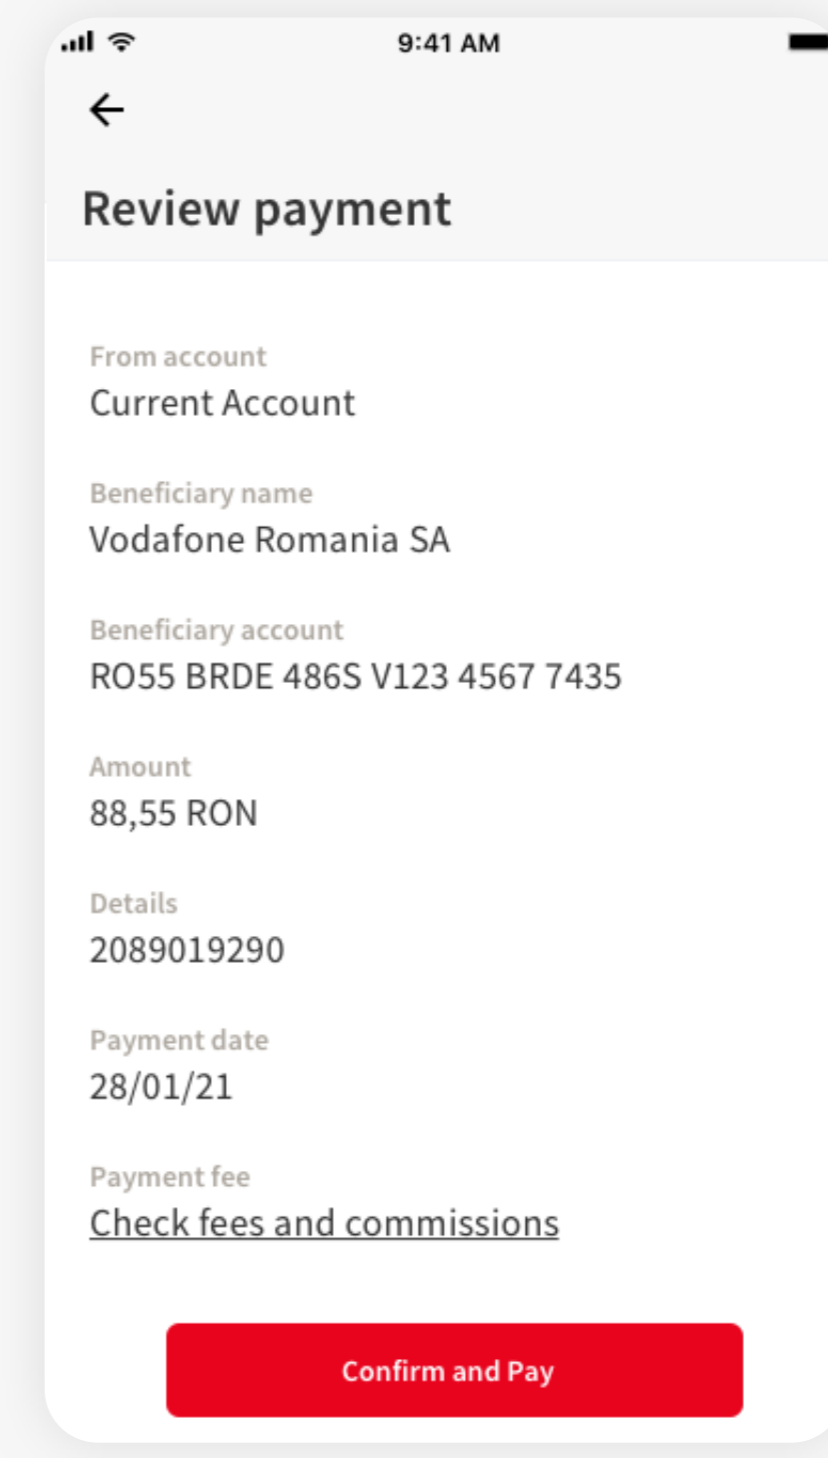 9:41 AM
Review payment
From account
Current Account
Beneficiary name
Vodafone Romania SA
Beneficiary account
RO55 BRDE 486S V123 4567 7435
Amount
88,55 RON
Details
2089019290
Payment date
28/01/21
Payment fee
Check fees and commissions
Confirm and Pay